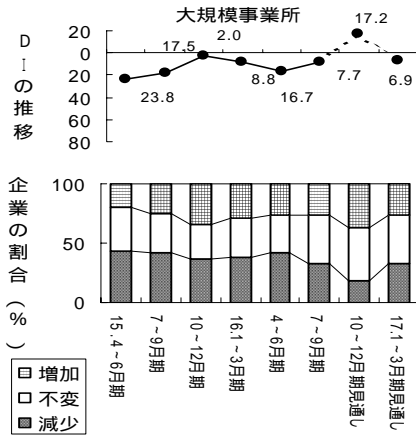 大規模事業所
DIの推移
20
0
20
40
60
80
23.8
17.5
2.0
8.8
16.7
7.7
17.2
6.9
企業の割合(%)
100
50
0
15.4~6月期
7~9月期
10~12月期
16.1~3月期
4~6月期
7~9月期
10~12月期見通し
17.1~3月期見通し
増加
不変
減少